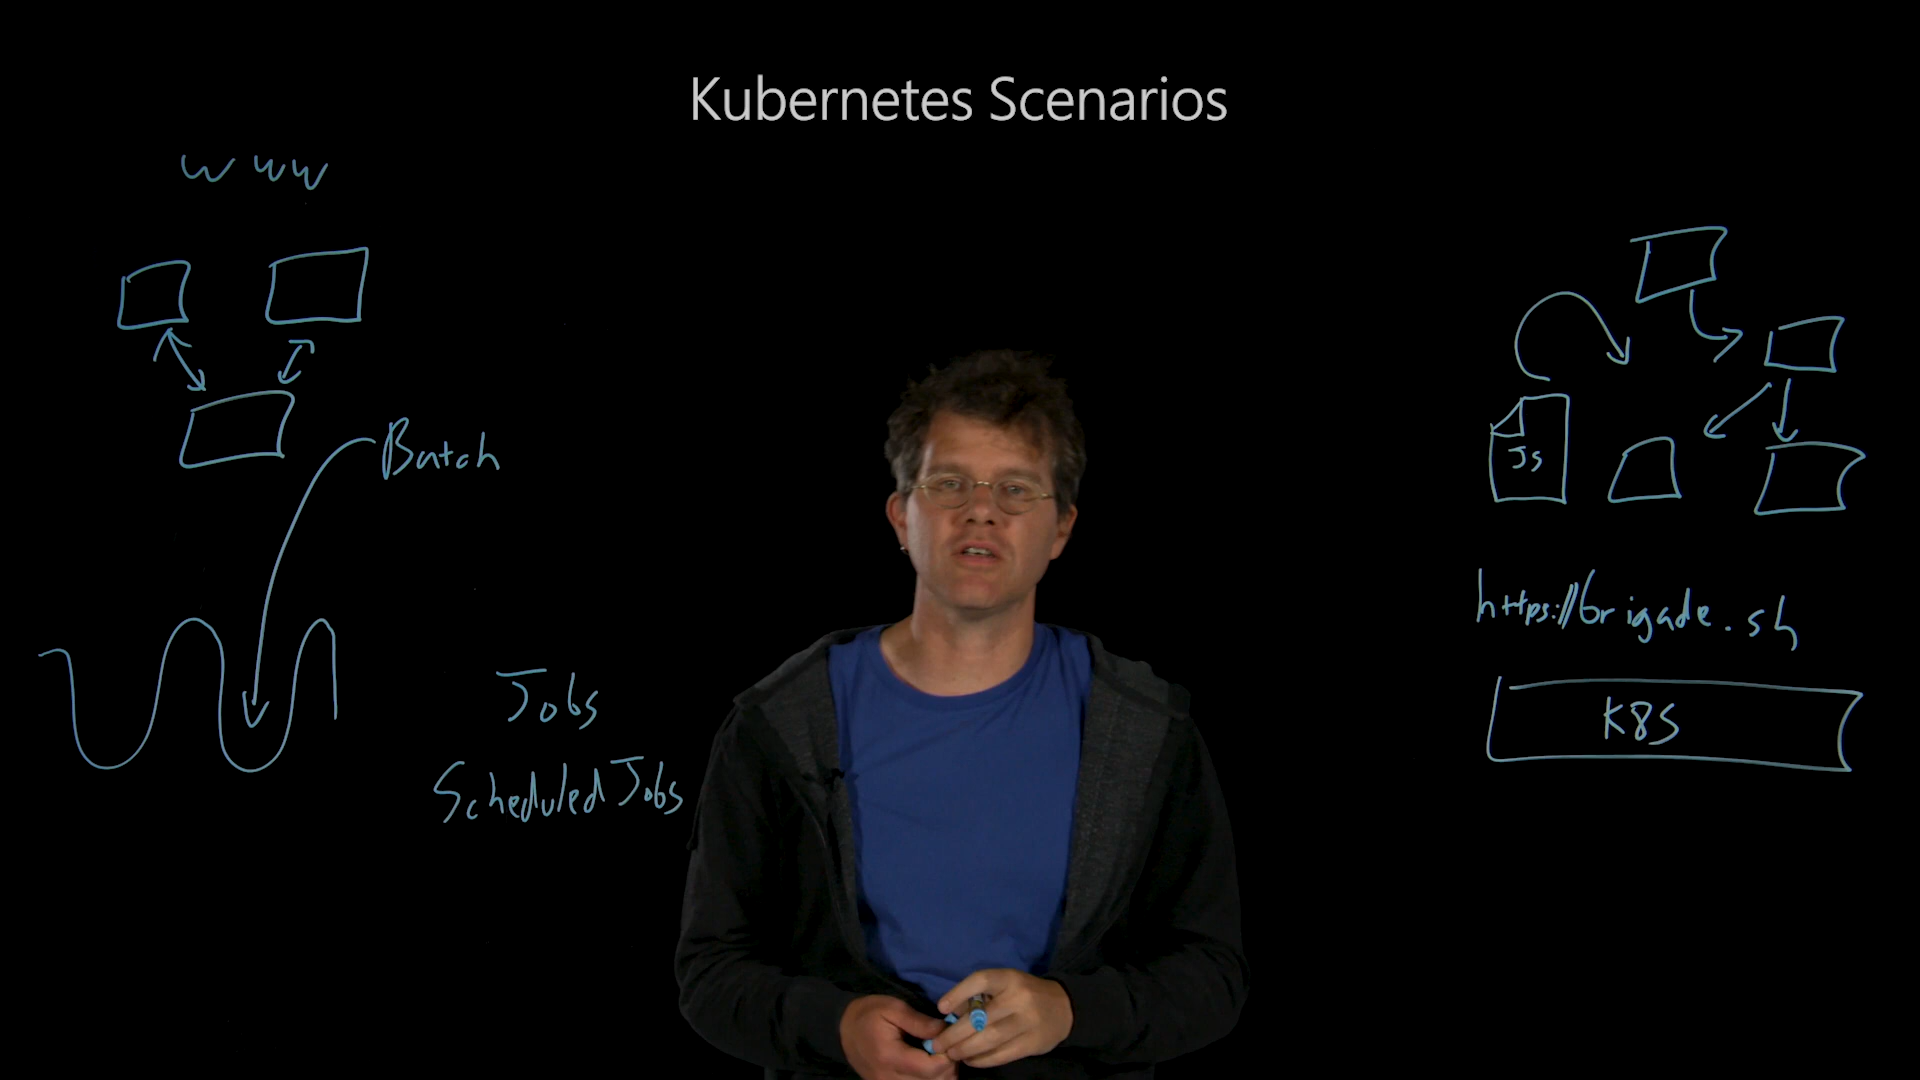 Kubernetes Scenarios
www
Batch
Jobs
Scheduled Jobs
Js
https://brigade.sh
K8S